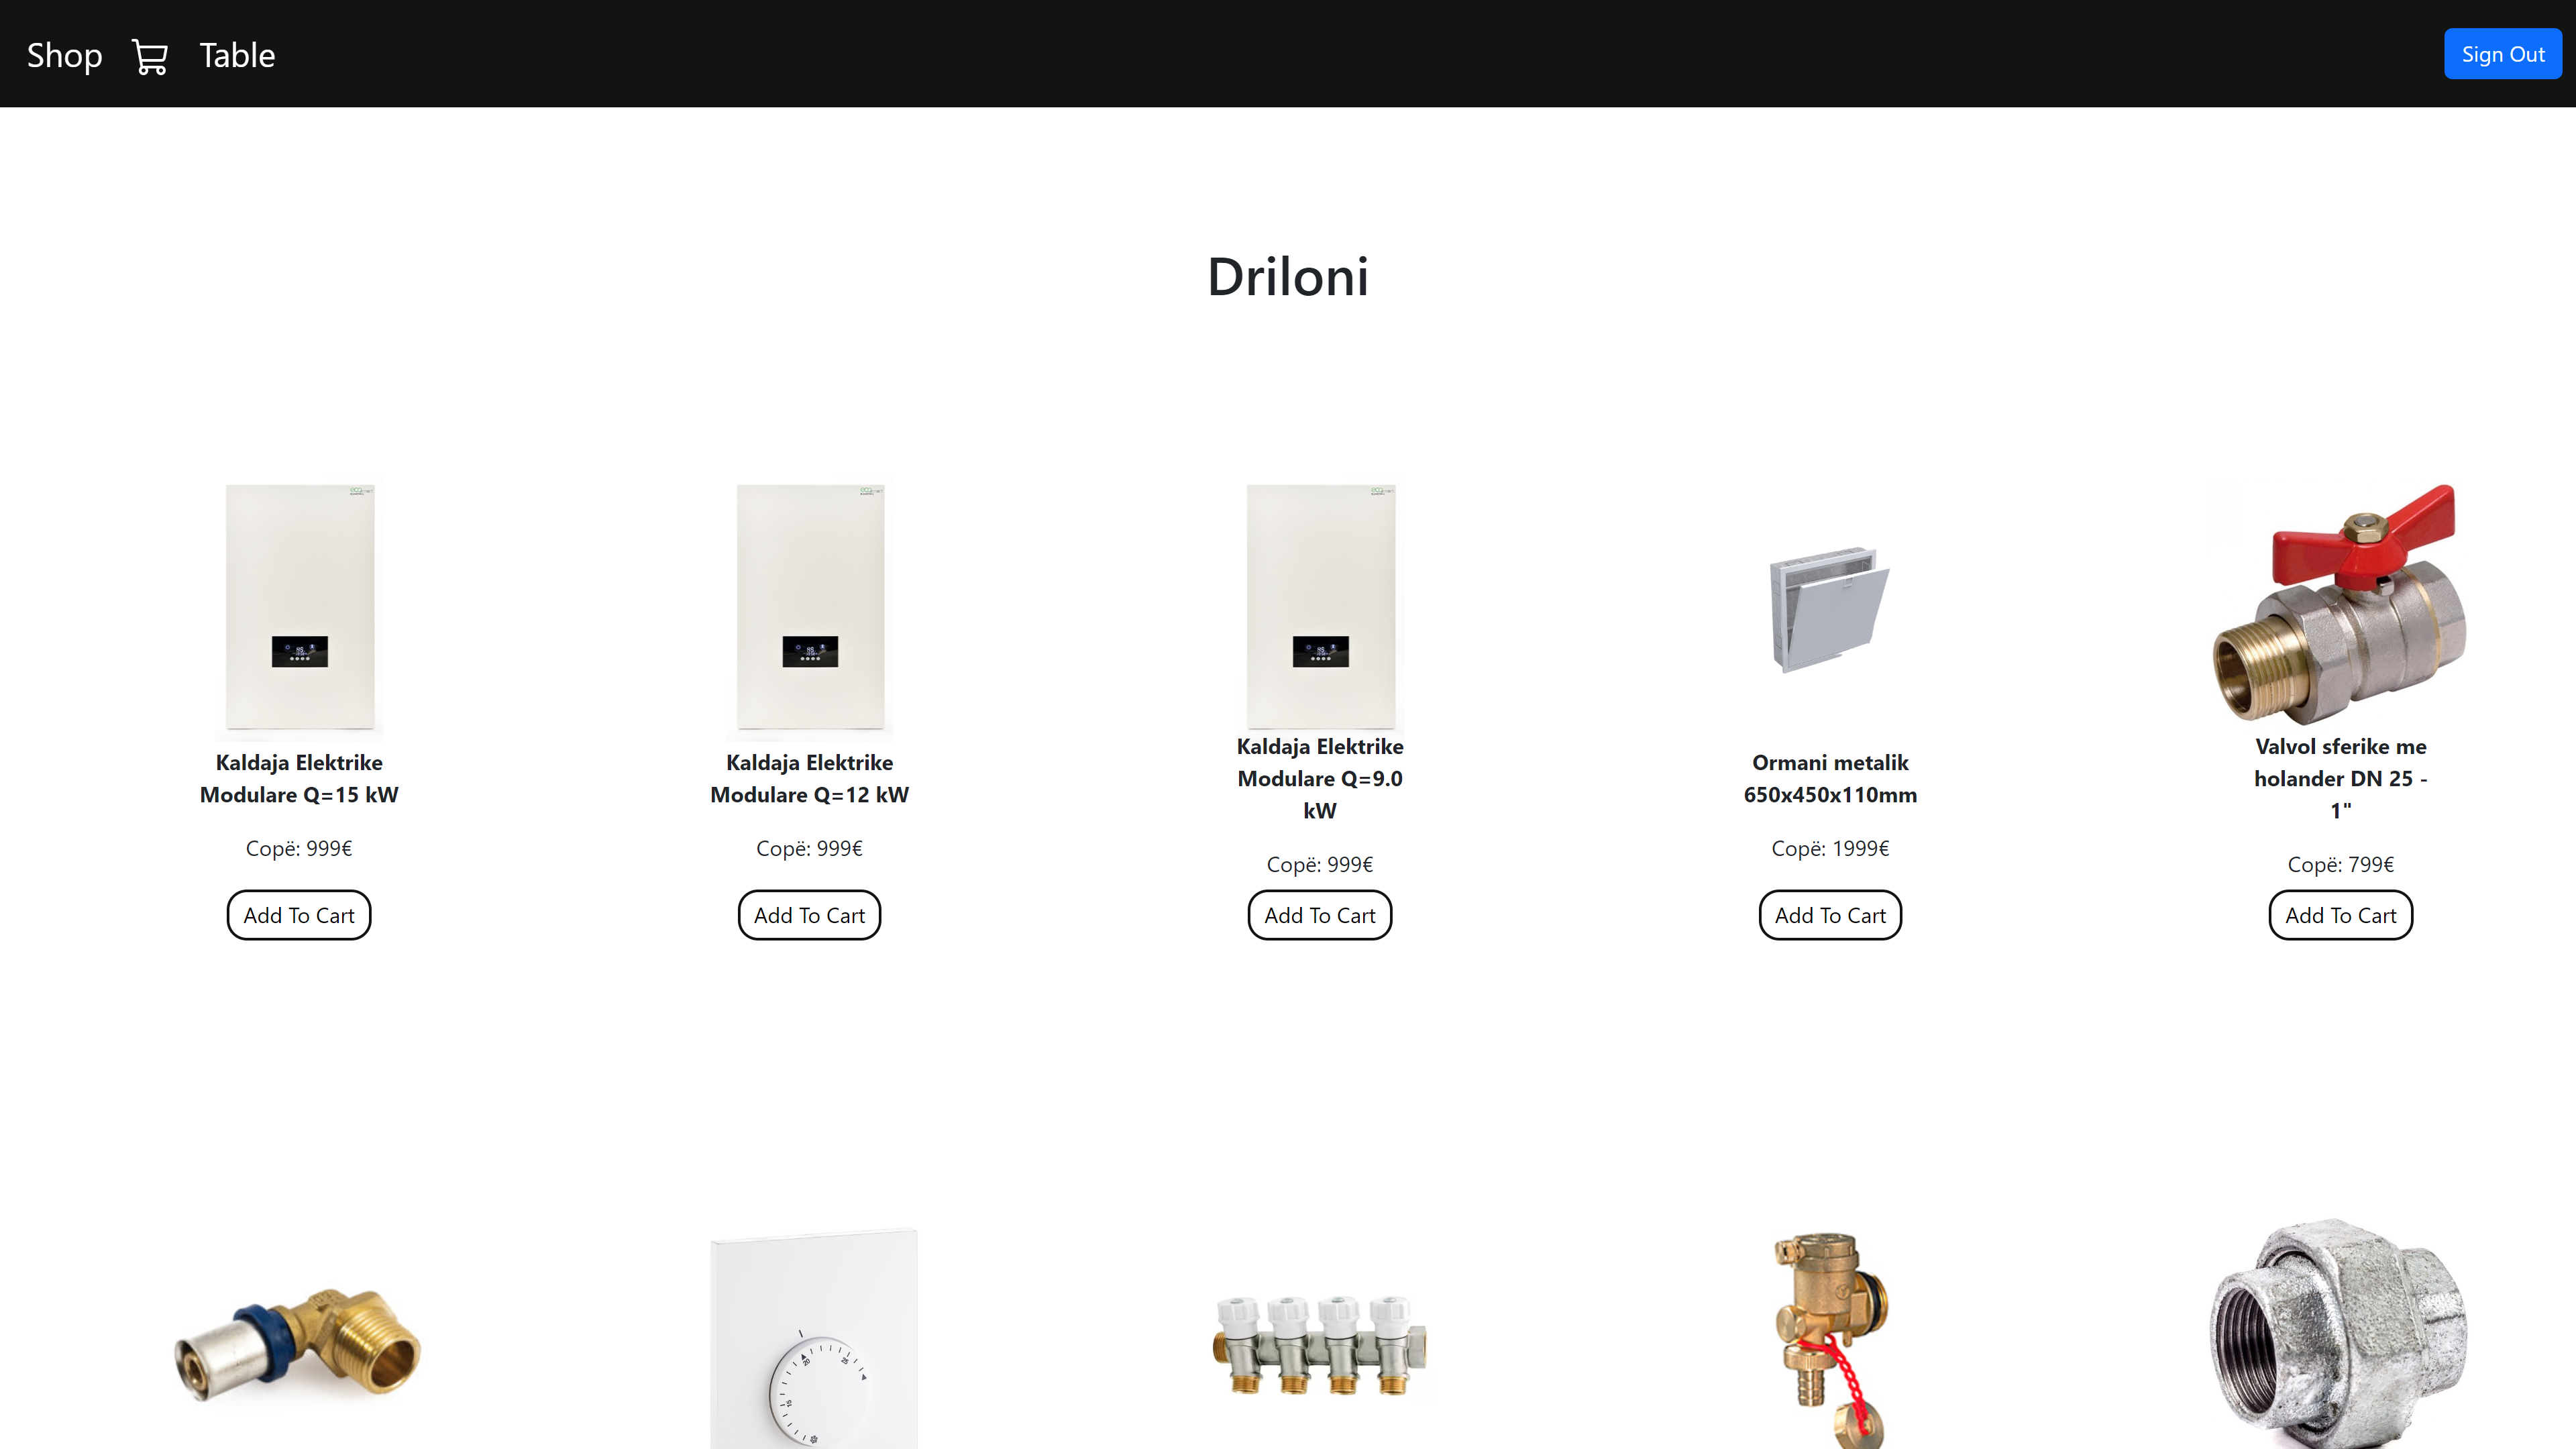 Shop Table Sign Out
Driloni
Kaldaja Elektrike
Modulare Q=15 kW
Copë: 999€
Add To Cart
Kaldaja Elektrike
Modulare Q=12 kW
Copë: 999€
Add To Cart
Kaldaja Elektrike
Modulare Q=9.0
kW
Copë: 999€
Add To Cart
Ormani metalik
650x450x110mm
Copë: 1999€
Add To Cart
Valvol sferike me
holander DN 25 -
1"
Copë: 799€
Add To Cart